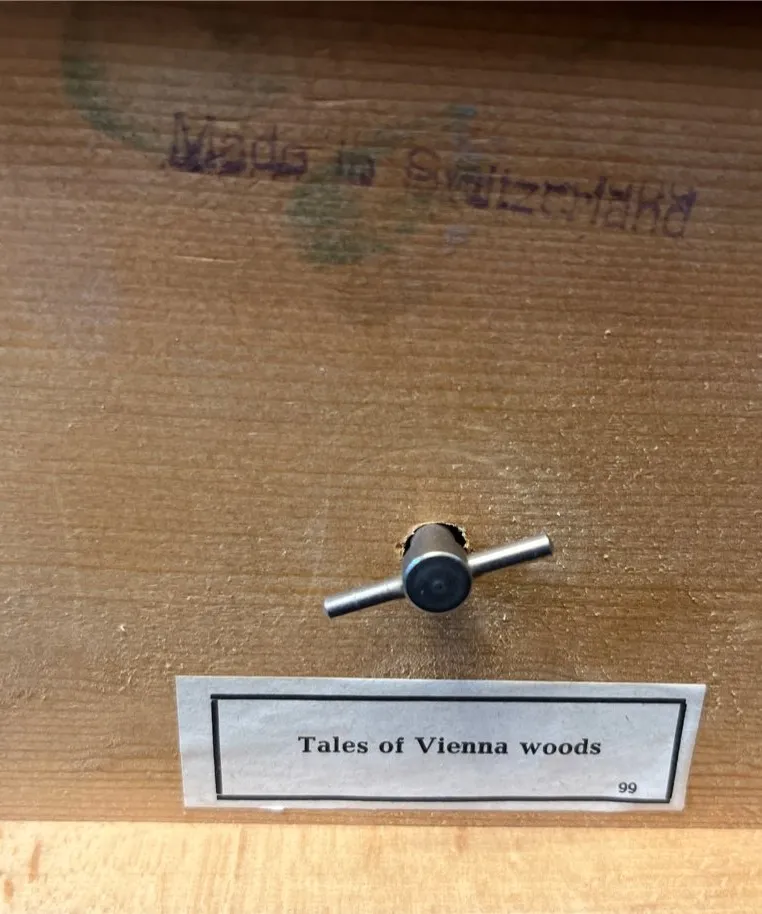 Made in Switzerland
Tales of Vienna woods
99